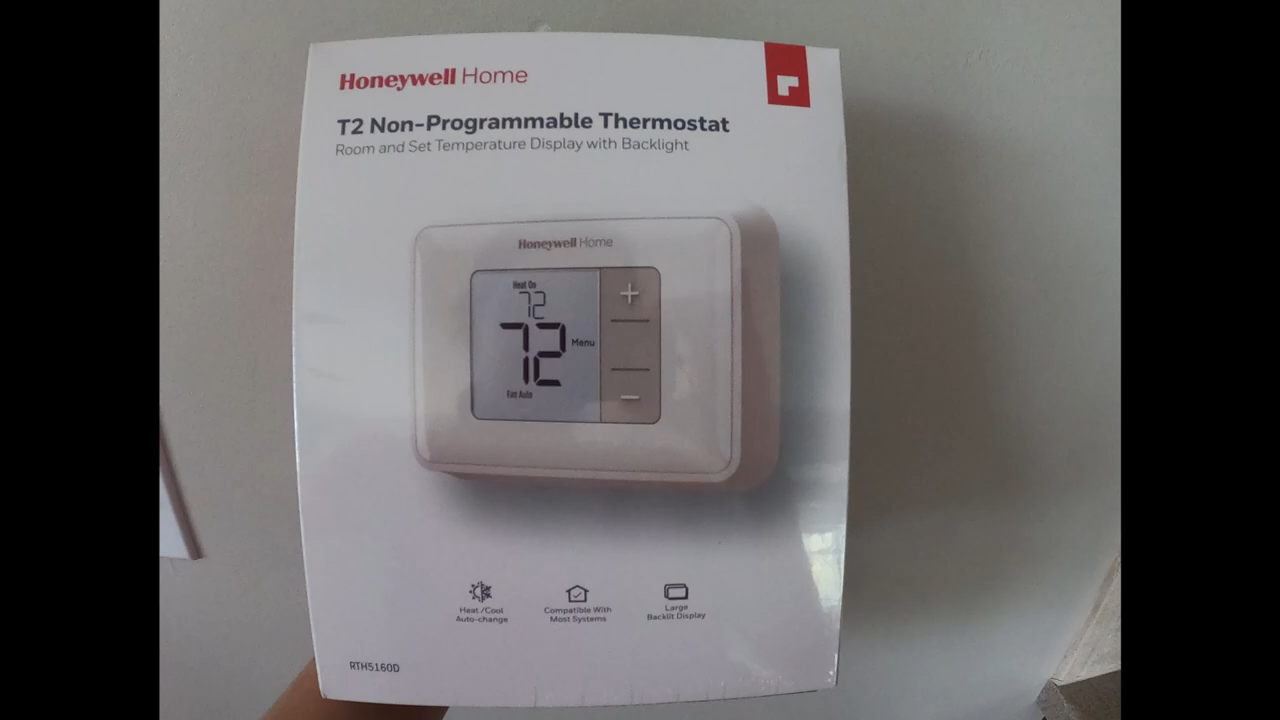 Honeywell Home
T2 Non-Programmable Thermostat
Room and Set Temperature Display with Backlight
Honeywell Home
Heat On
72
72
Menu
Fan Auto
Heat/Cool
Auto-change
Compatible With
Most Systems
Large
Backlit Display
RTH5160D